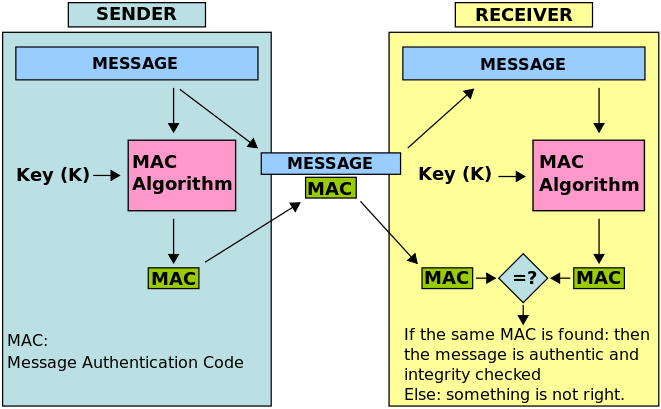 SENDER
MESSAGE
Key (K)
MAC
Algorithm
MAC
MAC:
Message Authentication Code
MESSAGE
MAC
RECEIVER
MESSAGE
Key (K)
MAC
Algorithm
MAC
=?
MAC
If the same MAC is found: then
the message is authentic and
integrity checked
Else: something is not right.